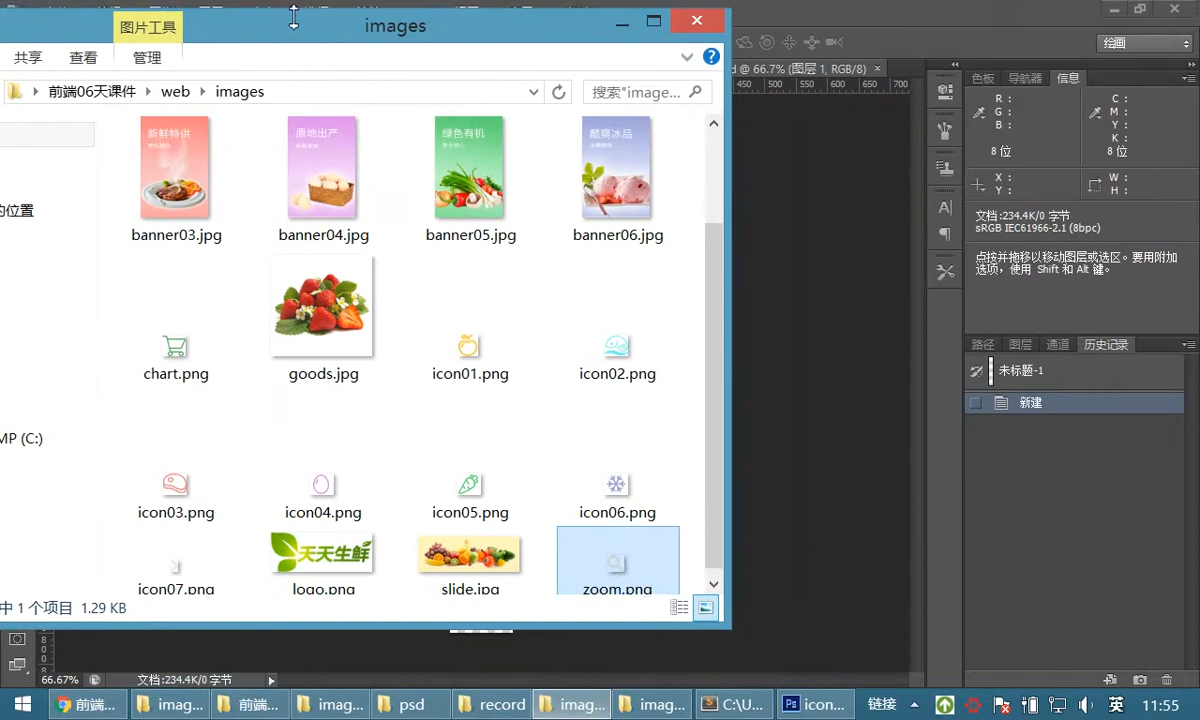 图片工具
images
共享
查看
管理
前端06天课件
web
images
搜索"image...
新鲜特供
原地出产
绿色有机
酷爽冰品
banner03.jpg
banner04.jpg
banner05.jpg
banner06.jpg
的位置
chart.png
goods.jpg
icon01.png
icon02.png
MP (C:)
icon03.png
icon04.png
icon05.png
icon06.png
天天生鲜
icon07.png
logo.png
slide.jpg
zoom.png
中 1 个项目 1.29 KB
绘画
d @ 66.7% (图层 1, RGB/8) ×
450 500 550 600 650 700
色板
导航器
信息
R :
G :
B :
8 位
C :
M :
Y :
K :
8 位
X :
Y :
W :
H :
文档:234.4K/0 字节
sRGB IEC61966-2.1 (8bpc)
点按并拖移以移动图层或选区。要用附加
选项，使用 Shift 和 Alt 键。
路径
图层
通道
历史记录
未标题-1
新建
8
0
0
66.67%
文档:234.4K/0 字节
前端...
imag...
前端...
imag...
psd
record
imag...
imag...
C:\U...
icon...
链接
英
11:55